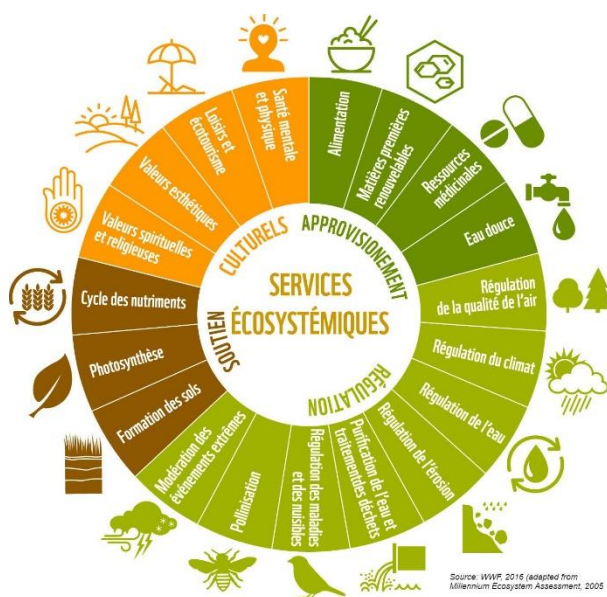 SERVICES
ÉCOSYSTÉMIQUES
APPROVISIONEMENT
Alimentation
Matières premières
renouvelables
Ressources
médicinales
Eau douce
RÉGULATION
Régulation
de la qualité de l'air
Régulation du climat
Régulation de l'eau
Régulation de l'érosion
Purification de l'eau et
traitementdes déchets
Régulation des maladies
et des nuisibles
Pollinisation
Modération des
événements extrêmes
SOUTIEN
Formation des sols
Photosynthèse
Cycle des nutriments
CULTURELS
Valeurs spirituelles
et religieuses
Valeurs esthétiques
Loisirs et
écotourisme
Santé mentale
et physique
Source: WWF, 2016 (adapted from
Millennium Ecosystem Assessment, 2005